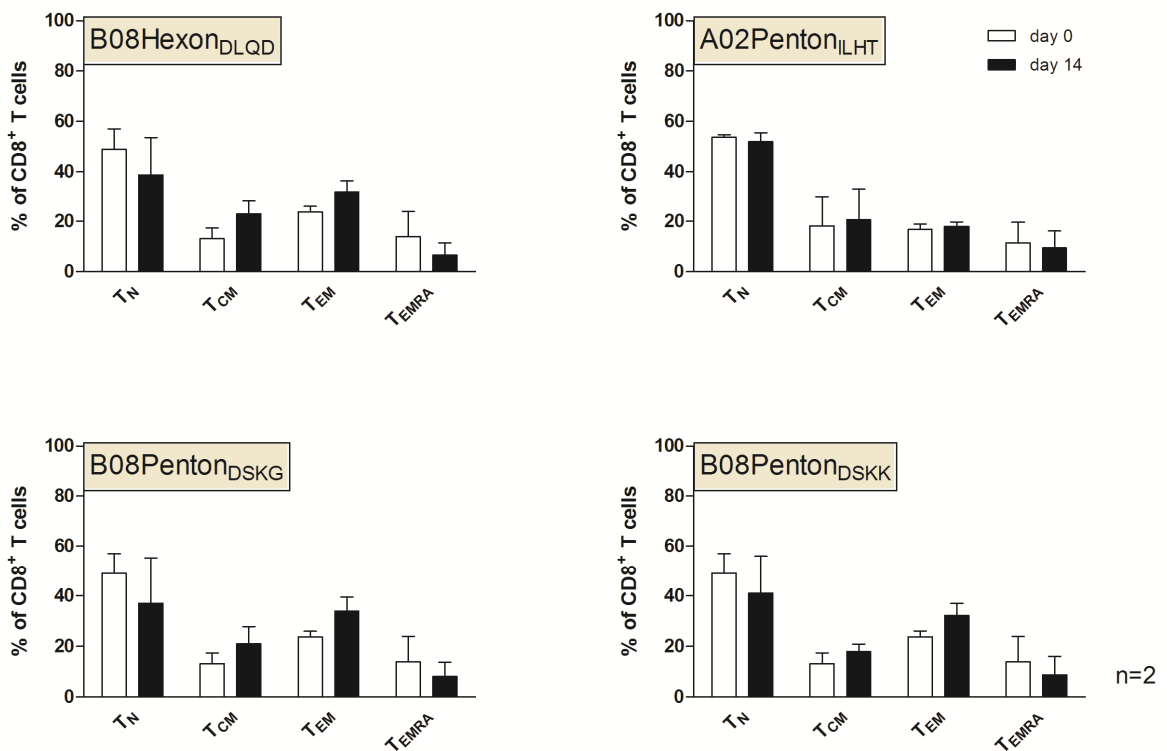 B08HexonDLQD
% of CD8+ T cells
100
80
60
40
20
0
TN
TCM
TEM
TEMRA
A02PentonILHT
day 0
day 14
% of CD8+ T cells
100
80
60
40
20
0
TN
TCM
TEM
TEMRA
B08PentonDSKG
% of CD8+ T cells
100
80
60
40
20
0
TN
TCM
TEM
TEMRA
B08PentonDSKK
% of CD8+ T cells
100
80
60
40
20
0
TN
TCM
TEM
TEMRA
n=2